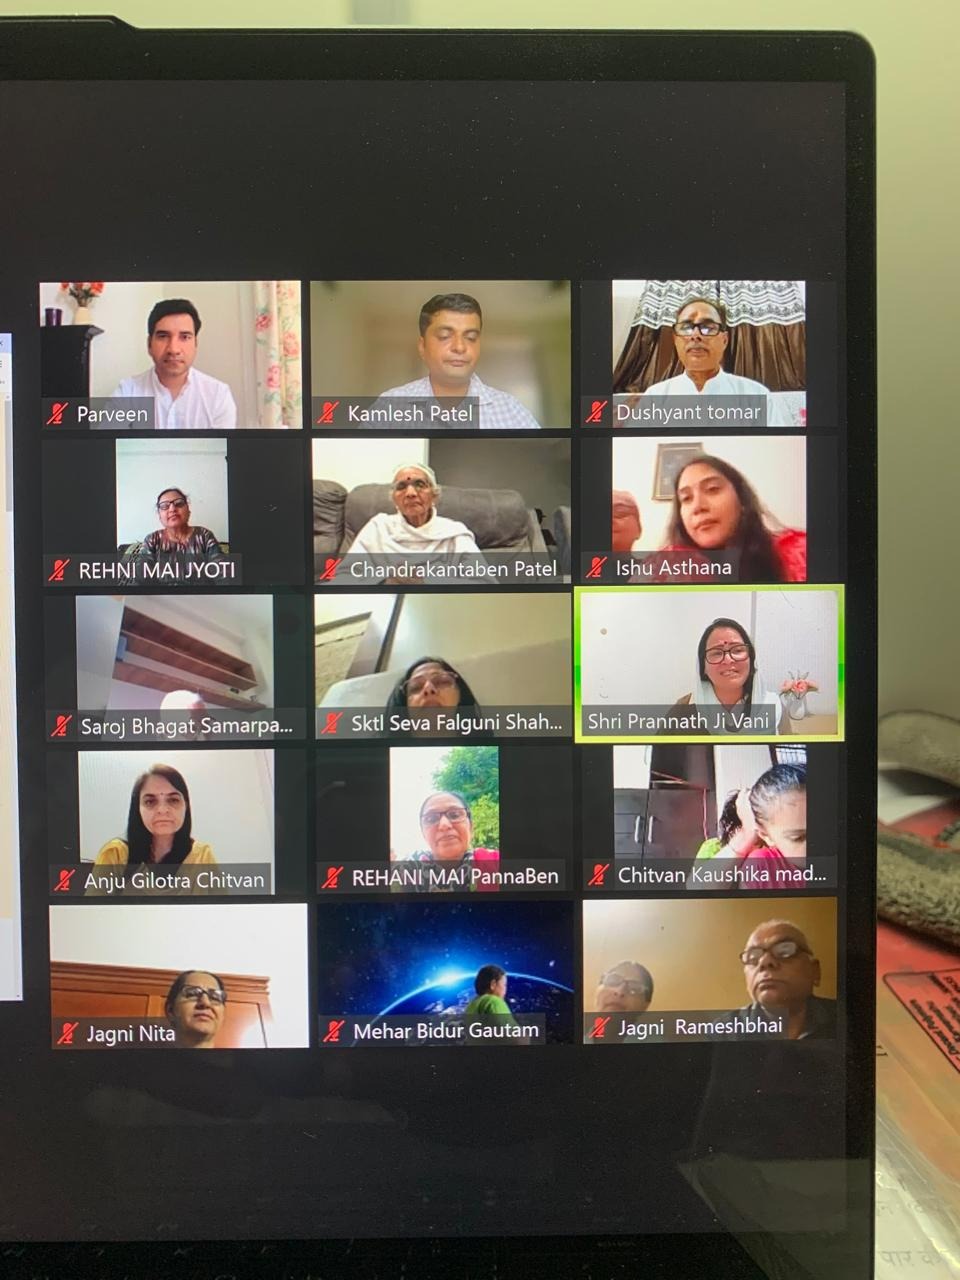 Parveen
Kamlesh Patel
Dushyant tomar
REHNI MAI JYOTI
Chandrakantaben Patel
Ishu Asthana
Saroj Bhagat Samarpa...
Sktl Seva Falguni Shah...
Shri Prannath Ji Vani
Anju Gilotra Chitvan
REHANI MAI PannaBen
Chitvan Kaushika mad...
Jagni Nita
Mehar Bidur Gautam
Jagni Rameshbhai
पार